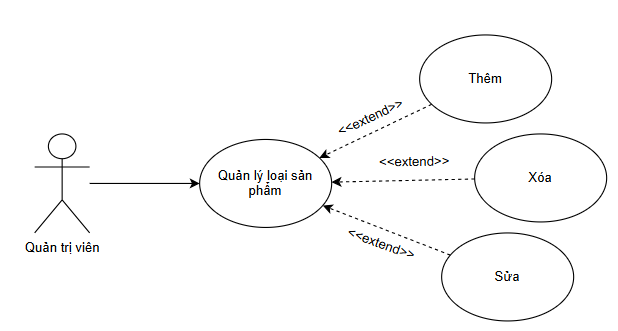 Thêm
<<extend>>
<<extend>>
Quản lý loại sản
phẩm
Xóa
Quản trị viên
<<extend>>
Sửa